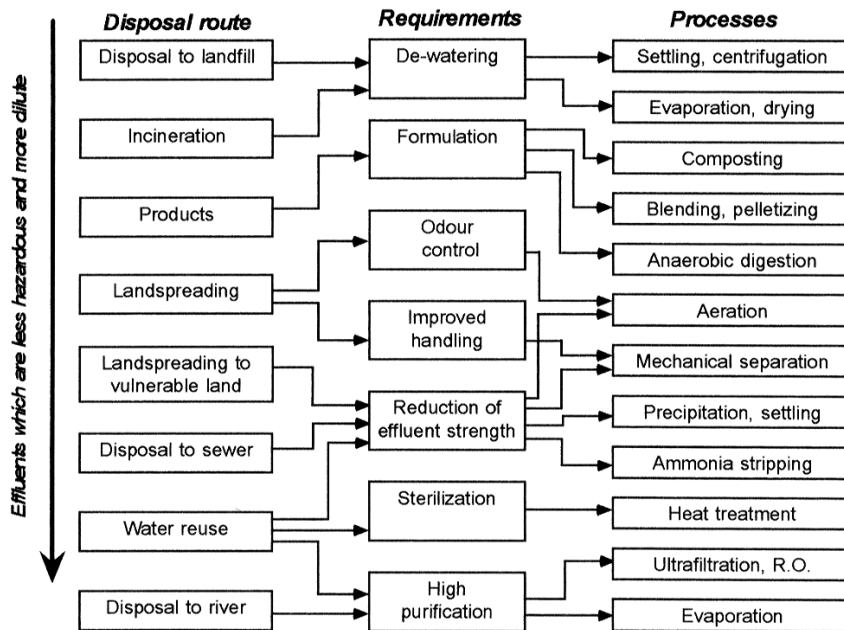 Effluents which are less hazardous and more dilute
Disposal route
Disposal to landfill
Incineration
Products
Landspreading
Landspreading to
vulnerable land
Disposal to sewer
Water reuse
Disposal to river
Requirements
De-watering
Formulation
Odour
control
Improved
handling
Reduction of
effluent strength
Sterilization
High
purification
Processes
Settling, centrifugation
Evaporation, drying
Composting
Blending, pelletizing
Anaerobic digestion
Aeration
Mechanical separation
Precipitation, settling
Ammonia stripping
Heat treatment
Ultrafiltration, R.O.
Evaporation